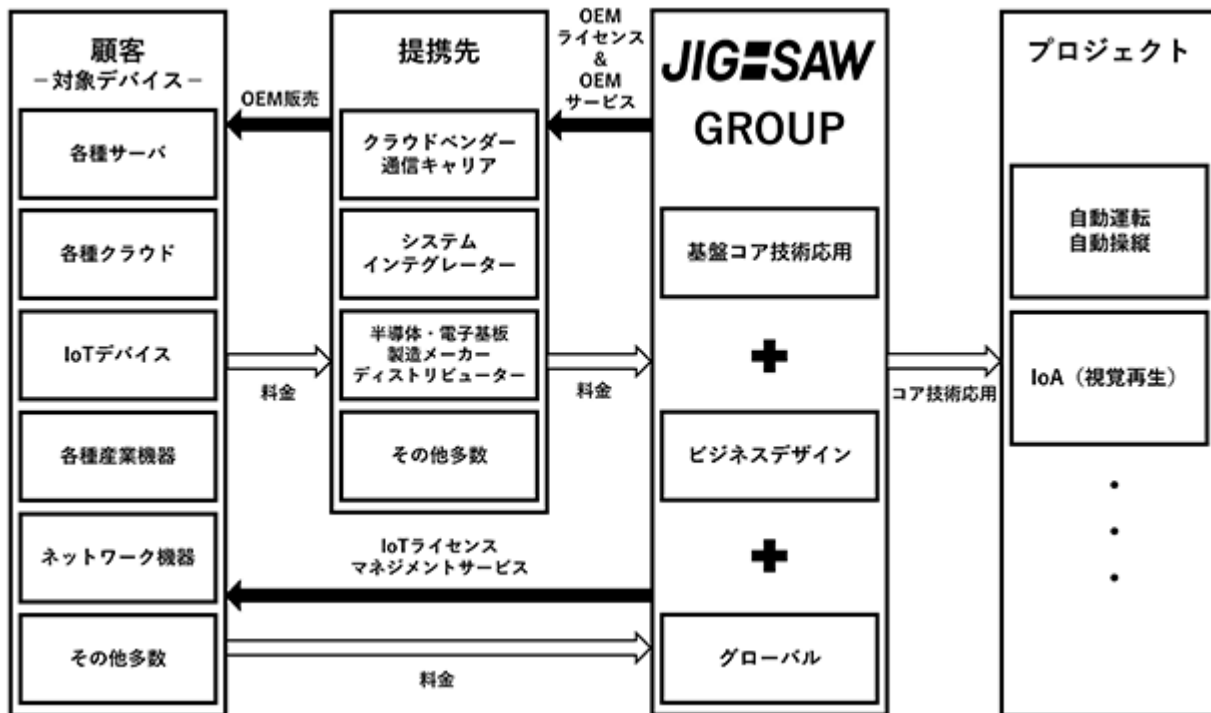 顧客
－対象デバイス－
各種サーバ
各種クラウド
IoTデバイス
各種産業機器
ネットワーク機器
その他多数
OEM販売
料金
提携先
クラウドベンダー
通信キャリア
システム
インテグレーター
半導体・電子基板
製造メーカー
ディストリビューター
その他多数
IoTライセンス
マネジメントサービス
料金
OEM
ライセンス
&
OEM
サービス
料金
JIG-SAW
GROUP
基盤コア技術応用
+
ビジネスデザイン
+
グローバル
コア技術応用
プロジェクト
自動運転
自動操縦
IoA（視覚再生）
・
・
・